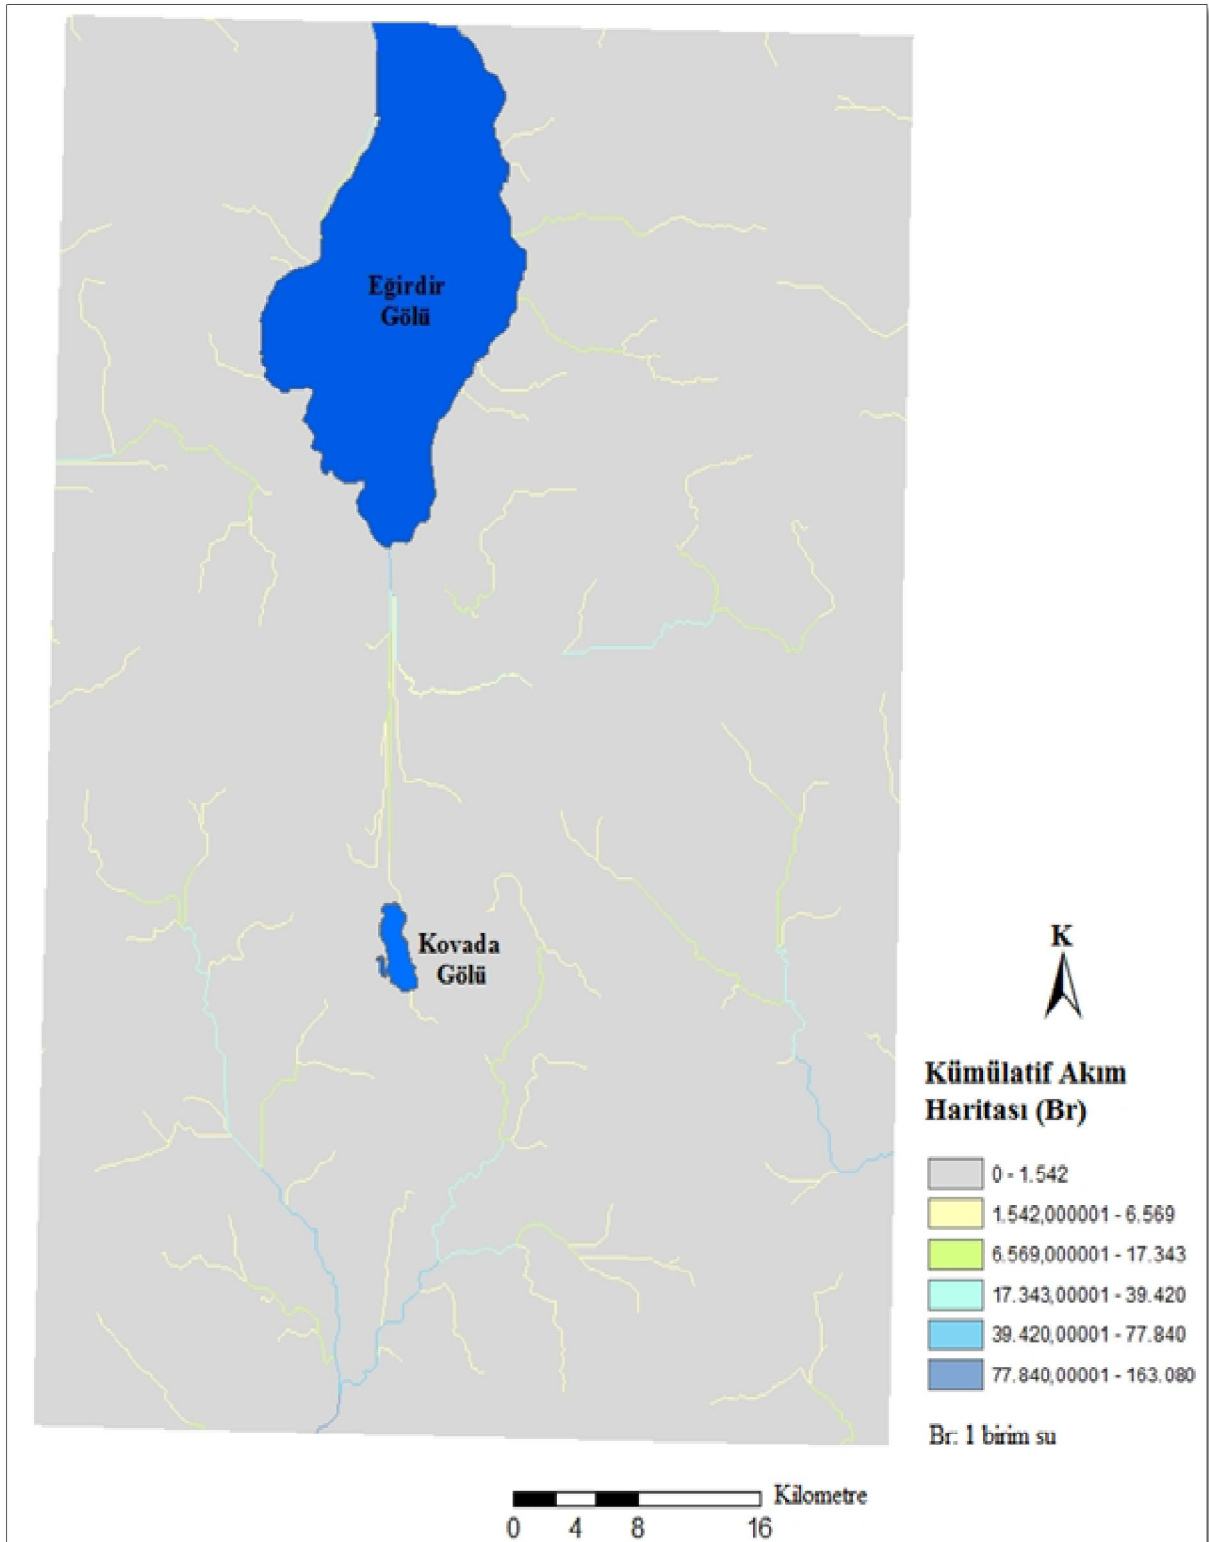 Eğirdir
Gölü
Kovada
Gölü
K
Kümülatif Akım
Haritası (Br)
0 - 1.542
1.542,000001 - 6.569
6.569,000001 - 17.343
17.343,00001 - 39.420
39.420,00001 - 77.840
77.840,00001 - 163.080
Br: 1 birim su
Kilometre
0 4 8 16